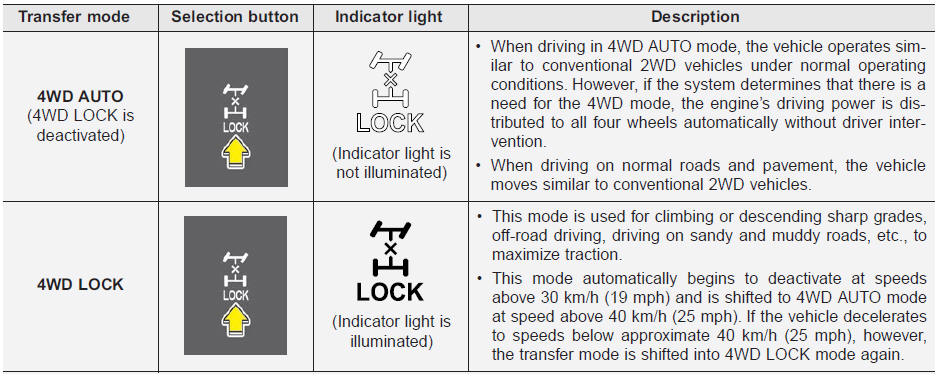 Transfer mode Selection button Indicator light Description
4WD AUTO
(4WD LOCK is
deactivated)
LOCK
LOCK
(Indicator light is
not illuminated)
• When driving in 4WD AUTO mode, the vehicle operates sim-
ilar to conventional 2WD vehicles under normal operating
conditions. However, if the system determines that there is a
need for the 4WD mode, the engine's driving power is dis-
tributed to all four wheels automatically without driver inter-
vention.
• When driving on normal roads and pavement, the vehicle
moves similar to conventional 2WD vehicles.
4WD LOCK
LOCK
LOCK
(Indicator light is
illuminated)
• This mode is used for climbing or descending sharp grades,
off-road driving, driving on sandy and muddy roads, etc., to
maximize traction.
• This mode automatically begins to deactivate at speeds
above 30 km/h (19 mph) and is shifted to 4WD AUTO mode
at speed above 40 km/h (25 mph). If the vehicle decelerates
to speeds below approximate 40 km/h (25 mph), however,
the transfer mode is shifted into 4WD LOCK mode again.